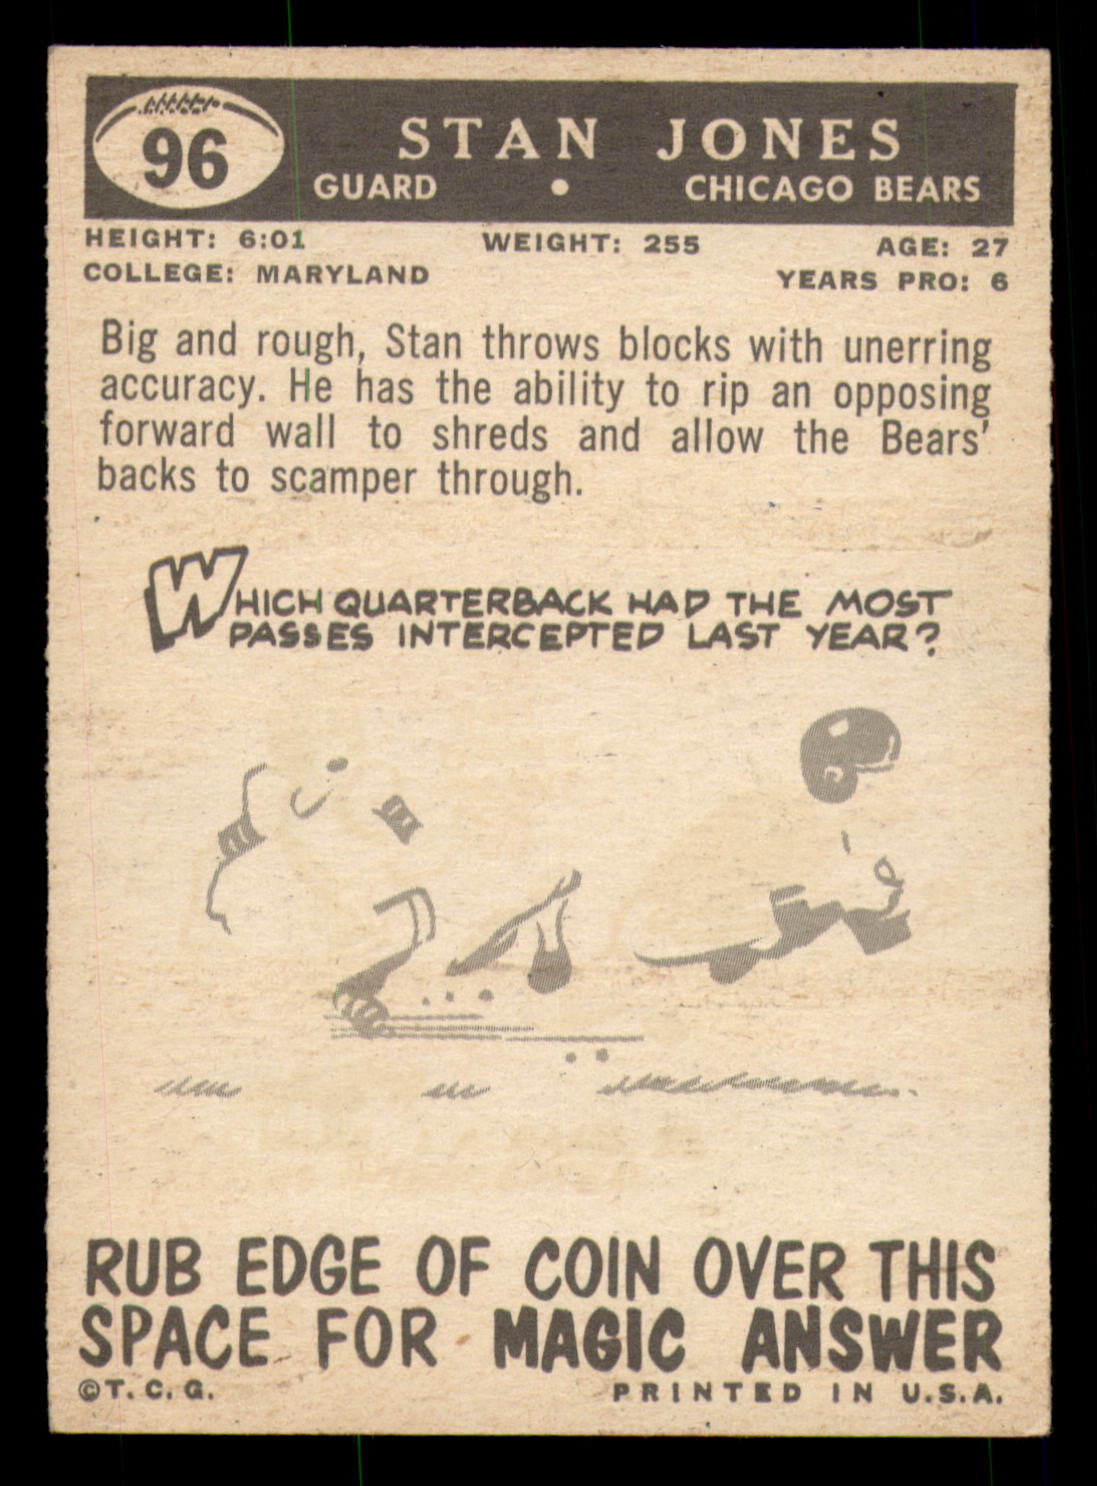 96
STAN JONES
GUARD • CHICAGO BEARS
HEIGHT: 6:01 WEIGHT: 255 AGE: 27
COLLEGE: MARYLAND YEARS PRO: 6
Big and rough, Stan throws blocks with unerring
accuracy. He has the ability to rip an opposing
forward wall to shreds and allow the Bears'
backs to scamper through.
WHICH QUARTERBACK HAD THE MOST
PASSES INTERCEPTED LAST YEAR?
RUB EDGE OF COIN OVER THIS
SPACE FOR MAGIC ANSWER
©T. C. G. PRINTED IN U.S.A.